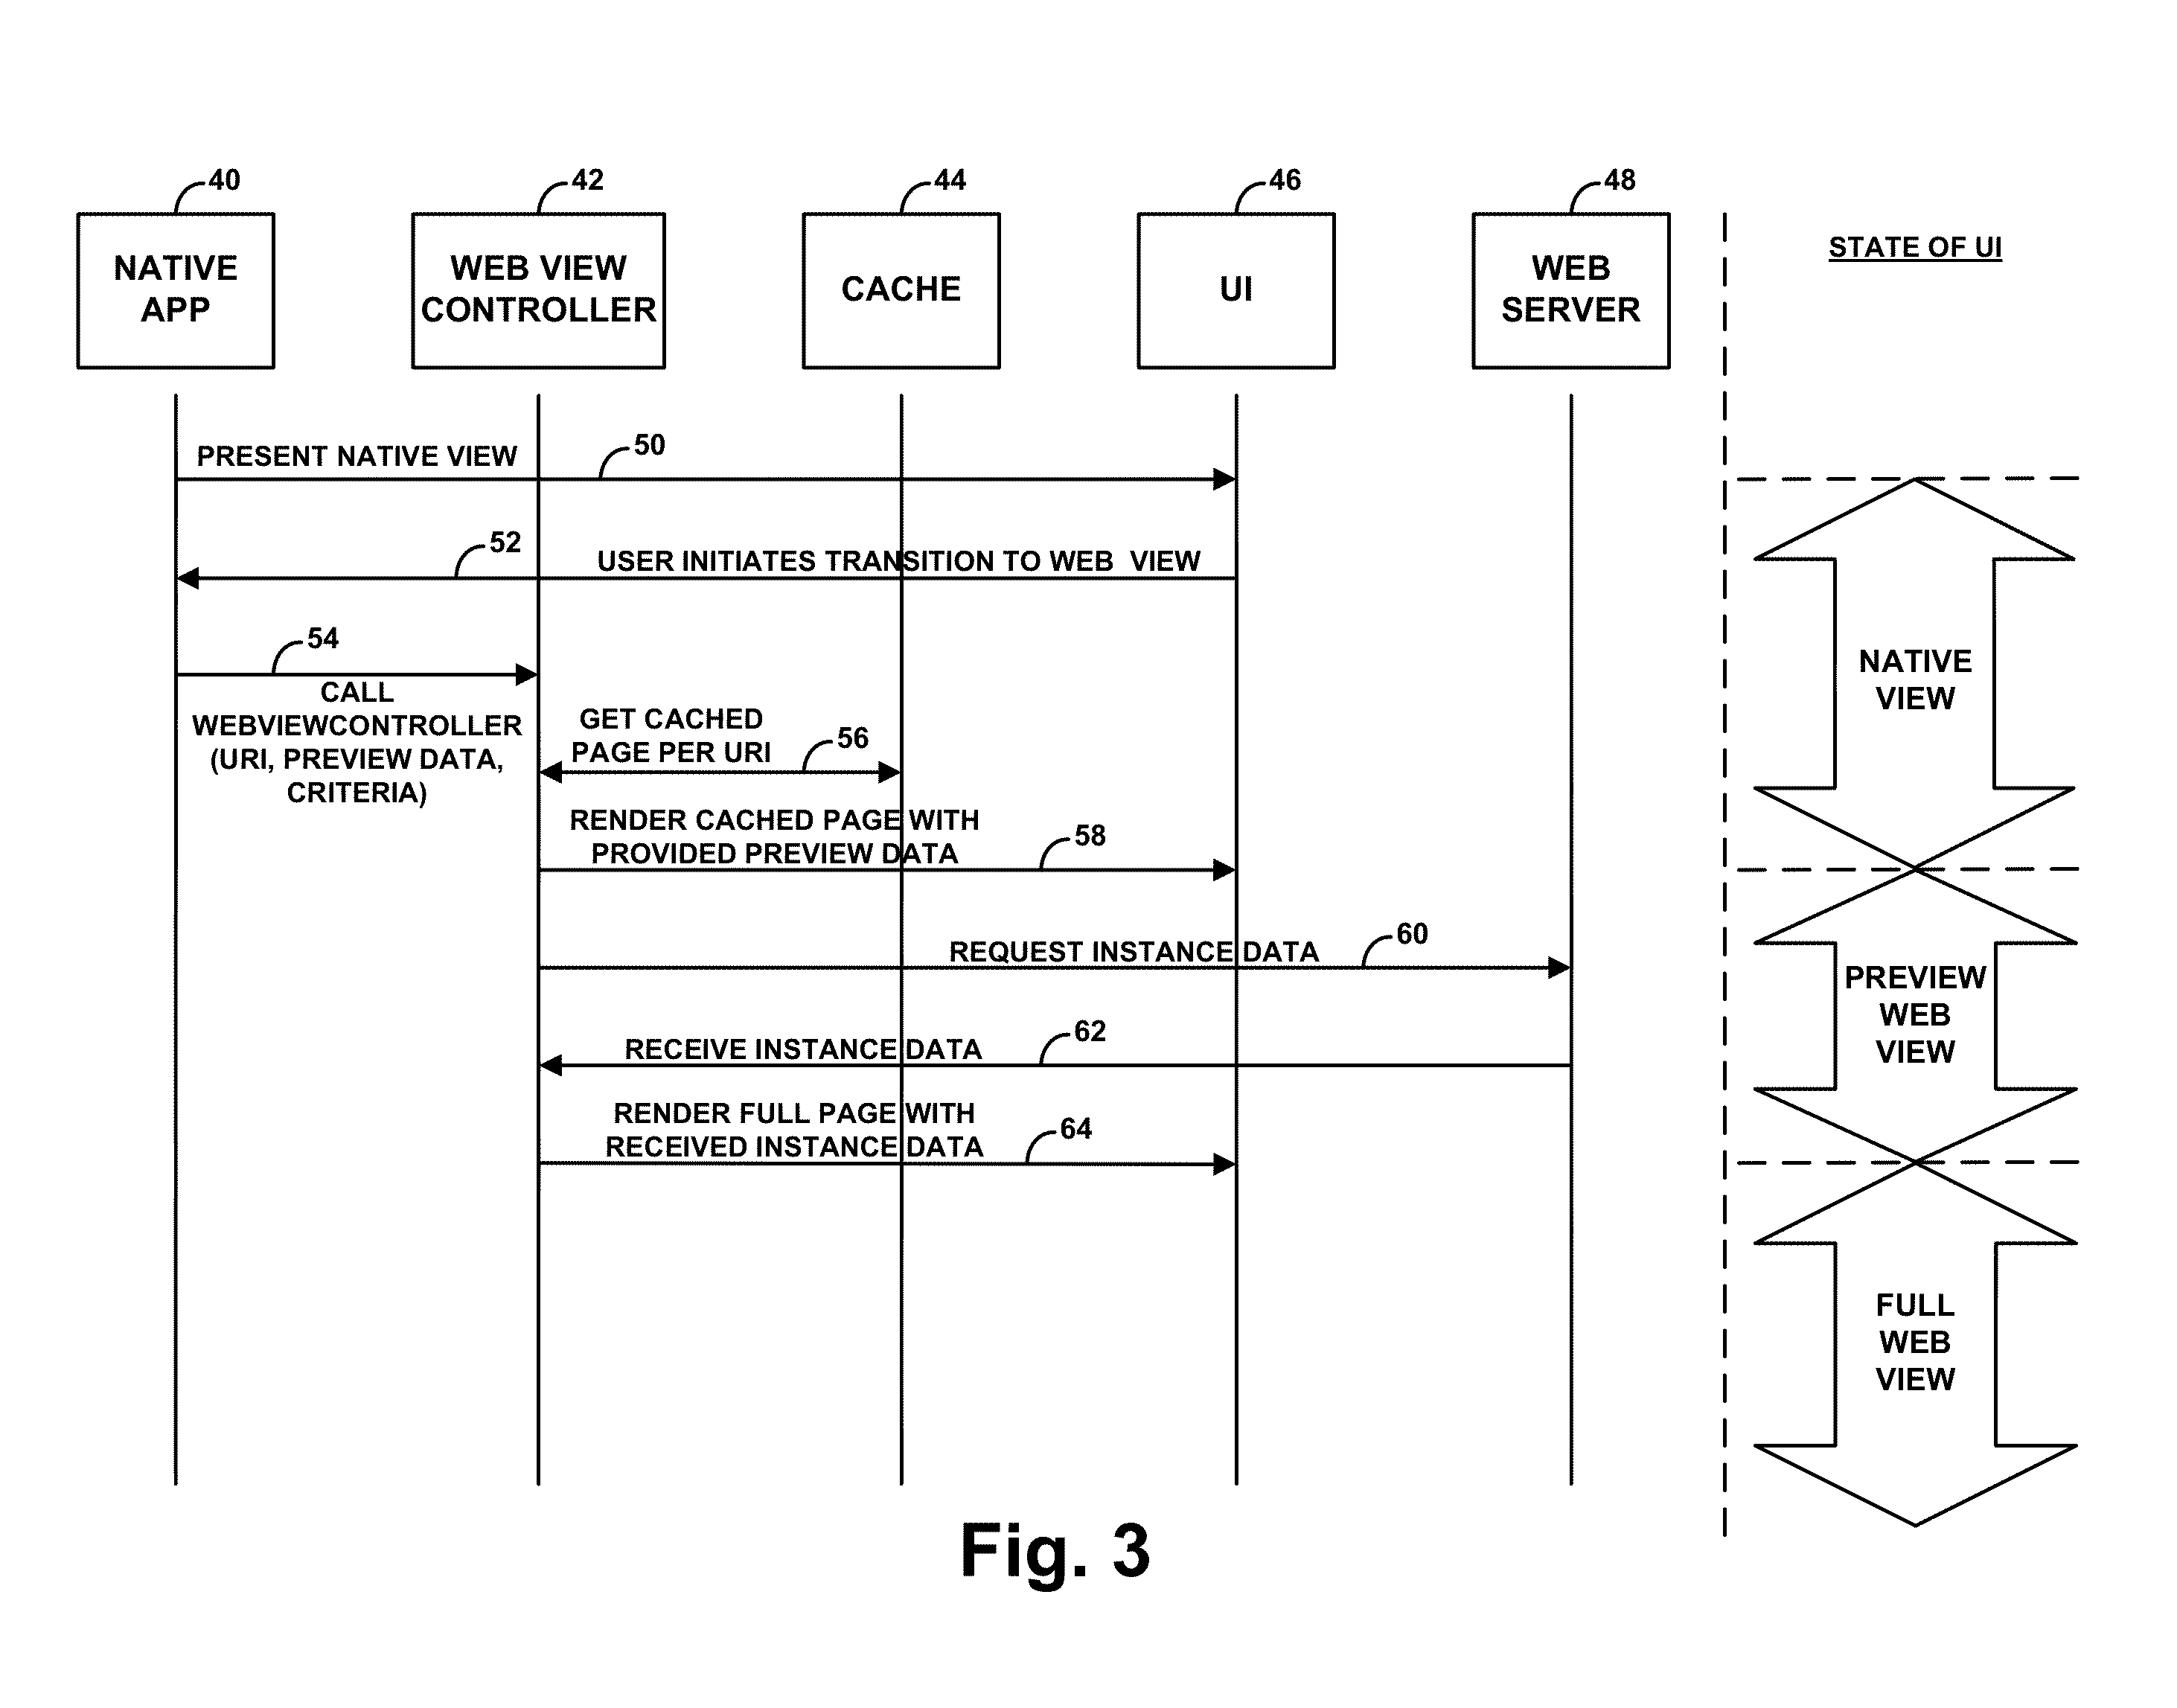 40
42
44
46
48
NATIVE
APP
WEB VIEW
CONTROLLER
CACHE
UI
WEB
SERVER
STATE OF UI
PRESENT NATIVE VIEW
50
52
USER INITIATES TRANSITION TO WEB VIEW
54
CALL
WEBVIEWCONTROLLER
(URI, PREVIEW DATA,
CRITERIA)
GET CACHED
PAGE PER URI
56
RENDER CACHED PAGE WITH
PROVIDED PREVIEW DATA
58
REQUEST INSTANCE DATA
60
RECEIVE INSTANCE DATA
62
RENDER FULL PAGE WITH
RECEIVED INSTANCE DATA
64
NATIVE
VIEW
PREVIEW
WEB
VIEW
FULL
WEB
VIEW
Fig. 3